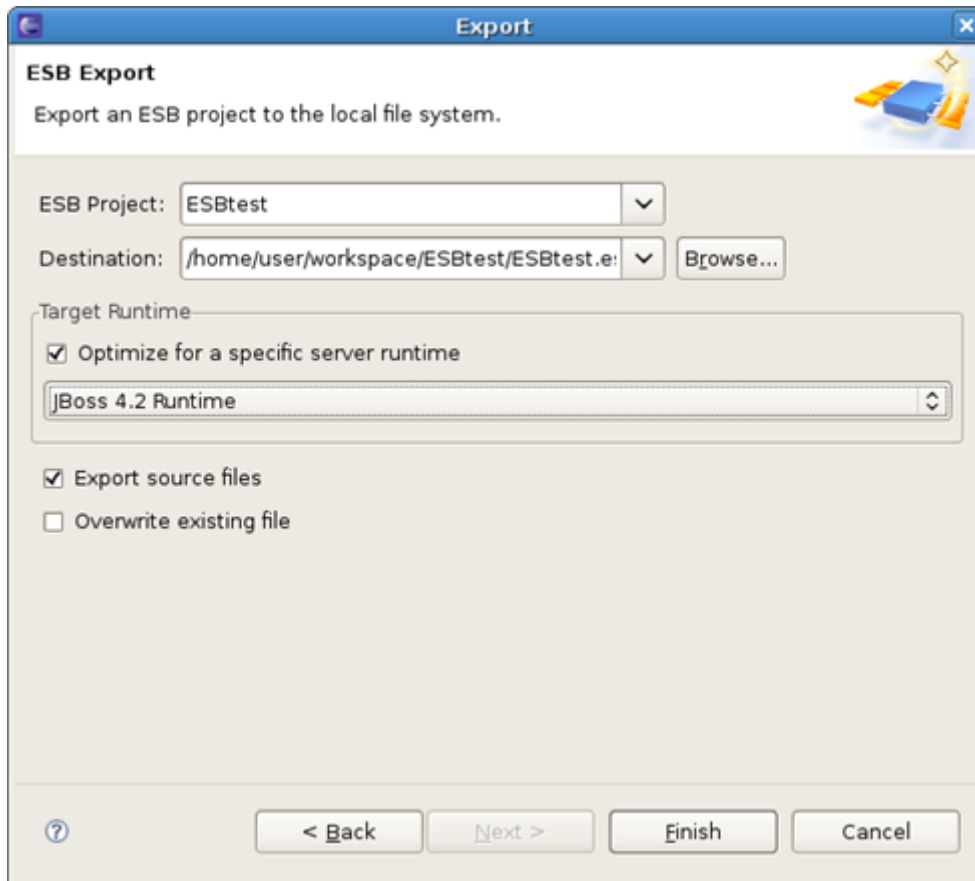 Export
ESB Export
Export an ESB project to the local file system.
ESB Project: ESBtest
Destination: /home/user/workspace/ESBtest/ESBtest.es Browse...
Target Runtime
Optimize for a specific server runtime
JBoss 4.2 Runtime
Export source files
Overwrite existing file
< Back Next > Finish Cancel